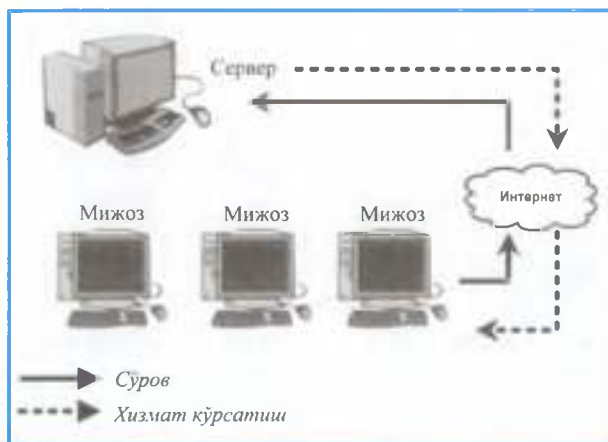 Сервер
Интернет
Мижоз Мижоз Мижоз
Сўров
Хизмат кўрсатиш